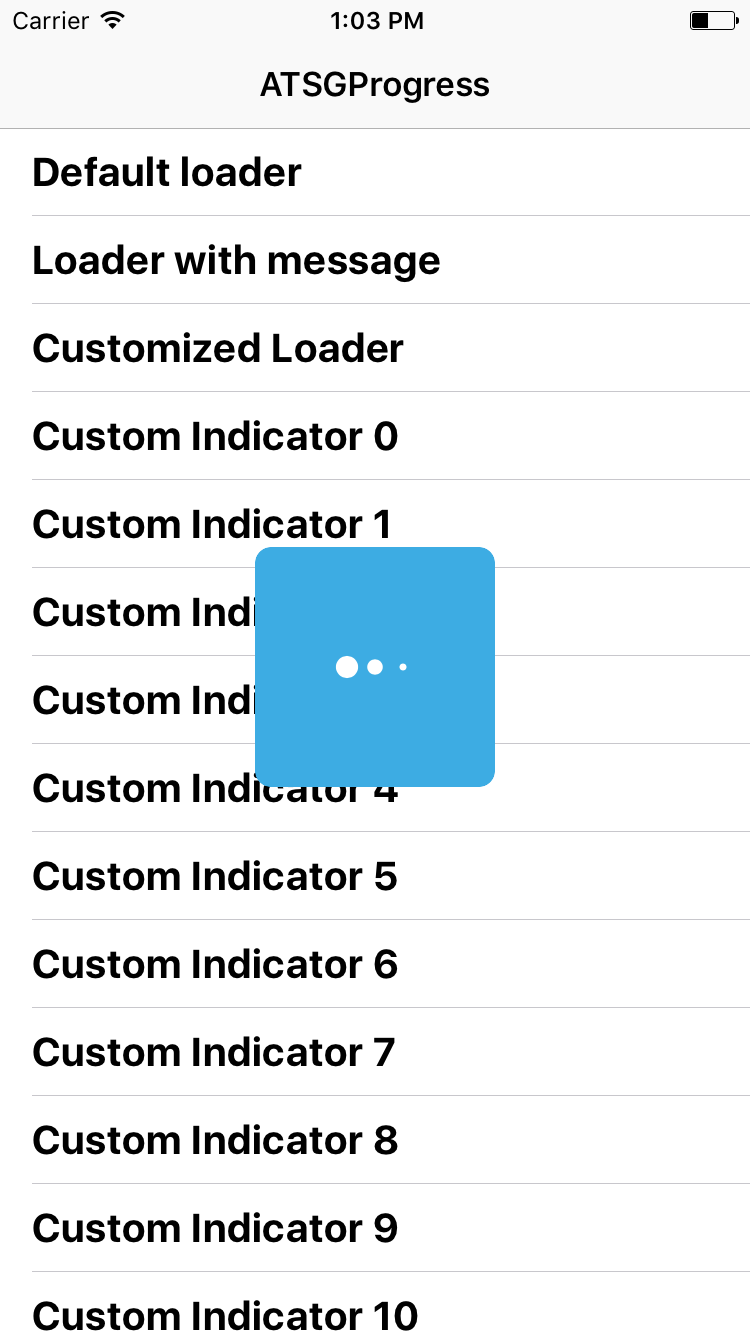 Carrier 1:03 PM
ATSGProgress
Default loader
Loader with message
Customized Loader
Custom Indicator 0
Custom Indicator 1
Custom
Custom
Custom Indicator 4
Custom Indicator 5
Custom Indicator 6
Custom Indicator 7
Custom Indicator 8
Custom Indicator 9
Custom Indicator 10